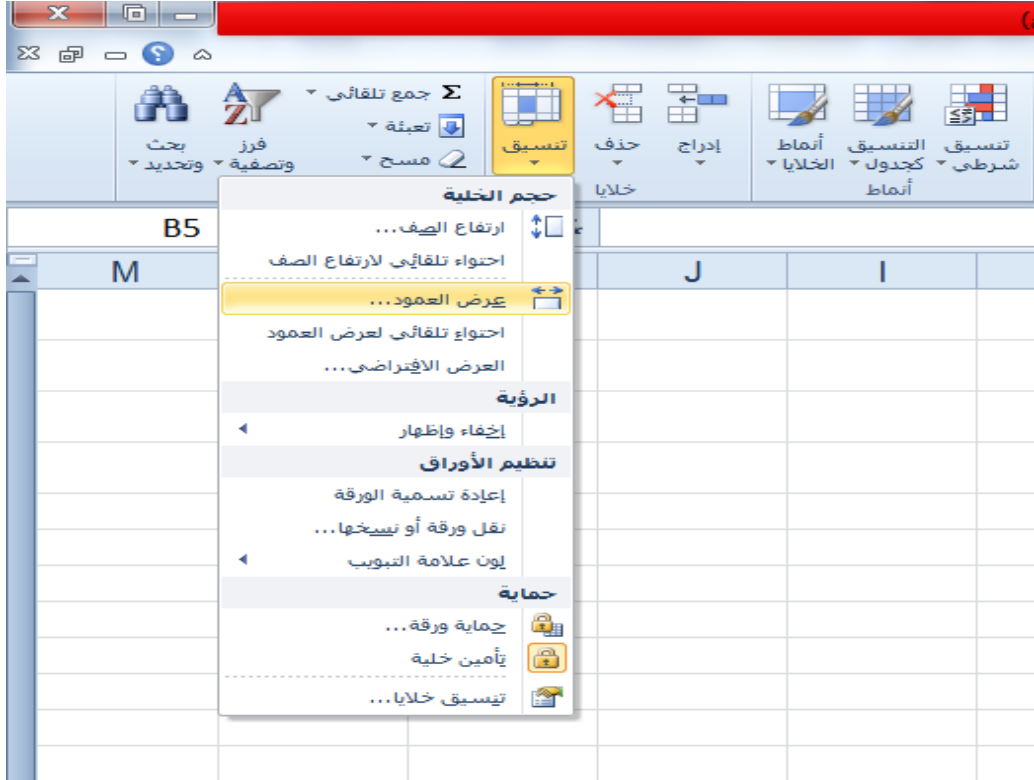 (
تنسيق شرطي
التنسيق كجدول
أنماط الخلايا
أنماط
إدراج
حذف
تنسيق
خلايا
Σ جمع تلقائي
تعبئة
مسح
فرز وتصفية
بحث وتحديد
B5
حجم الخلية
ارتفاع الصف...
احتواء تلقائي لارتفاع الصف
عرض العمود...
احتواء تلقائي لعرض العمود
العرض الافتراضي...
الرؤية
إخفاء وإظهار
تنظيم الأوراق
إعادة تسمية الورقة
نقل ورقة أو نسخها...
لون علامة التبويب
حماية
حماية ورقة...
تأمين خلية
تنسيق خلايا...
I
J
M